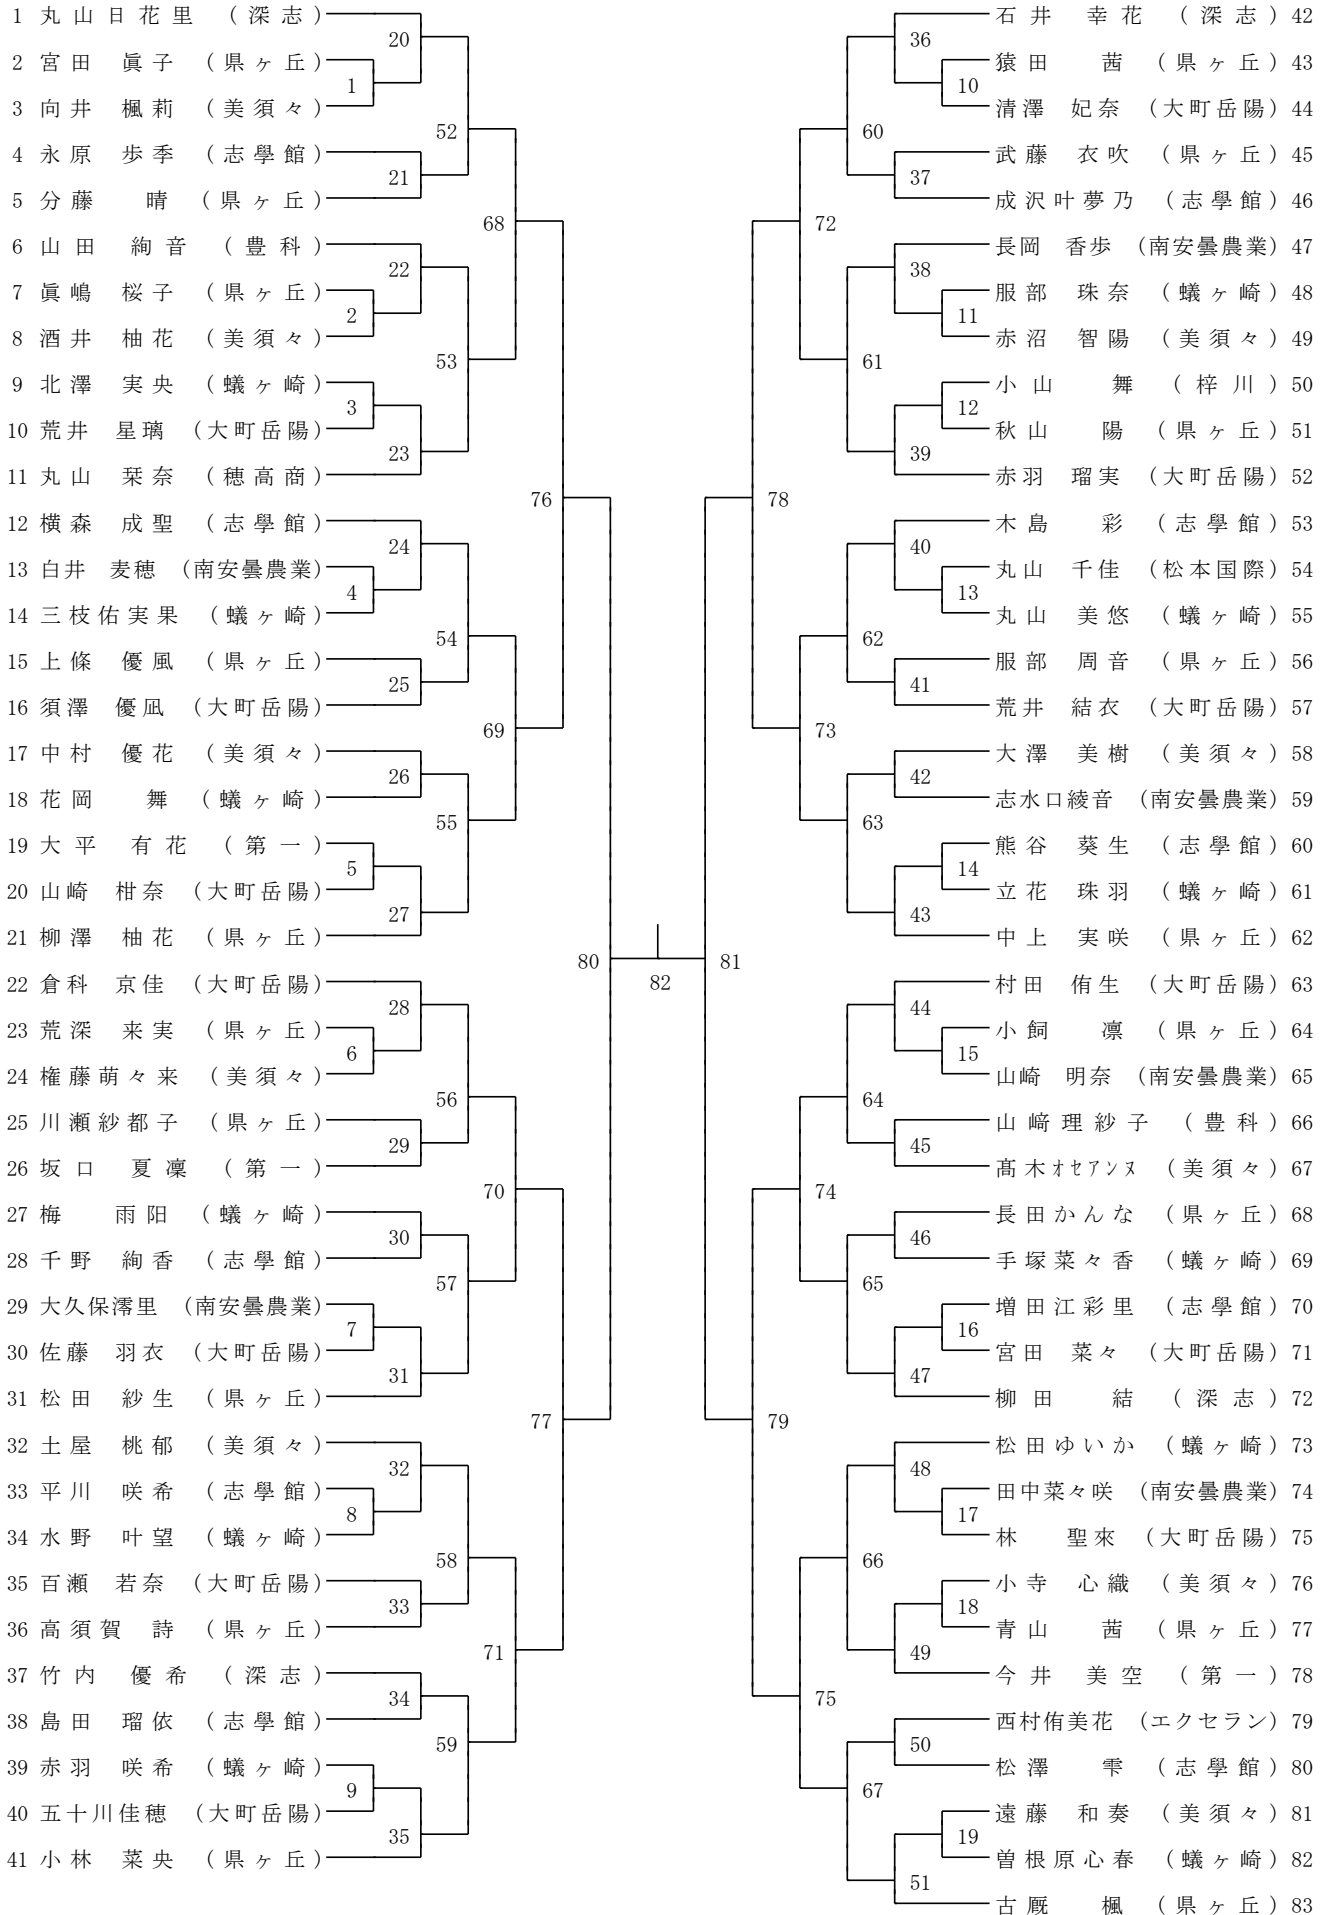 1 丸山日花里 （深志）
2 宮田 眞子 （県ヶ丘）
3 向井 楓莉 （美須々）
4 永原 歩季 （志學館）
5 分藤 晴 （県ヶ丘）
6 山田 絢音 （豊科）
7 眞嶋 桜子 （県ヶ丘）
8 酒井 柚花 （美須々）
9 北澤 実央 （蟻ヶ崎）
10 荒井 星璃 （大町岳陽）
11 丸山 栞奈 （穂高商）
12 横森 成聖 （志學館）
13 白井 麦穂 （南安曇農業）
14 三枝佑実果 （蟻ヶ崎）
15 上條 優風 （県ヶ丘）
16 須澤 優凪 （大町岳陽）
17 中村 優花 （美須々）
18 花岡 舞 （蟻ヶ崎）
19 大平 有花 （第一）
20 山崎 柑奈 （大町岳陽）
21 柳澤 柚花 （県ヶ丘）
22 倉科 京佳 （大町岳陽）
23 荒深 来実 （県ヶ丘）
24 権藤萌々来 （美須々）
25 川瀬紗都子 （県ヶ丘）
26 坂口 夏凜 （第一）
27 梅 雨阳 （蟻ヶ崎）
28 千野 絢香 （志學館）
29 大久保澪里 （南安曇農業）
30 佐藤 羽衣 （大町岳陽）
31 松田 紗生 （県ヶ丘）
32 土屋 桃郁 （美須々）
33 平川 咲希 （志學館）
34 水野 叶望 （蟻ヶ崎）
35 百瀬 若奈 （大町岳陽）
36 高須賀 詩 （県ヶ丘）
37 竹内 優希 （深志）
38 島田 瑠依 （志學館）
39 赤羽 咲希 （蟻ヶ崎）
40 五十川佳穂 （大町岳陽）
41 小林 菜央 （県ヶ丘）
20
1
52
21
68
22
2
53
3
23
76
24
4
54
25
69
26
55
5
27
80
28
6
56
29
70
30
57
7
31
77
32
8
58
33
71
34
59
9
35
82
81
36
10
60
37
72
38
11
61
12
39
78
40
13
62
41
73
42
63
14
43
44
15
64
45
74
46
65
16
47
79
48
17
66
18
49
75
50
67
19
51
石井 幸花 （深志） 42
猿田 茜 （県ヶ丘） 43
清澤 妃奈 （大町岳陽） 44
武藤 衣吹 （県ヶ丘） 45
成沢叶夢乃 （志學館） 46
長岡 香歩 （南安曇農業） 47
服部 珠奈 （蟻ヶ崎） 48
赤沼 智陽 （美須々） 49
小山 舞 （梓川） 50
秋山 陽 （県ヶ丘） 51
赤羽 瑠実 （大町岳陽） 52
木島 彩 （志學館） 53
丸山 千佳 （松本国際） 54
丸山 美悠 （蟻ヶ崎） 55
服部 周音 （県ヶ丘） 56
荒井 結衣 （大町岳陽） 57
大澤 美樹 （美須々） 58
志水口綾音 （南安曇農業） 59
熊谷 葵生 （志學館） 60
立花 珠羽 （蟻ヶ崎） 61
中上 実咲 （県ヶ丘） 62
村田 侑生 （大町岳陽） 63
小飼 凛 （県ヶ丘） 64
山崎 明奈 （南安曇農業） 65
山﨑理紗子 （豊科） 66
髙木ｵｾｱﾝﾇ （美須々） 67
長田かんな （県ヶ丘） 68
手塚菜々香 （蟻ヶ崎） 69
増田江彩里 （志學館） 70
宮田 菜々 （大町岳陽） 71
柳田 結 （深志） 72
松田ゆいか （蟻ヶ崎） 73
田中菜々咲 （南安曇農業） 74
林 聖來 （大町岳陽） 75
小寺 心織 （美須々） 76
青山 茜 （県ヶ丘） 77
今井 美空 （第一） 78
西村侑美花 （エクセラン） 79
松澤 雫 （志學館） 80
遠藤 和奏 （美須々） 81
曽根原心春 （蟻ヶ崎） 82
古厩 楓 （県ヶ丘） 83